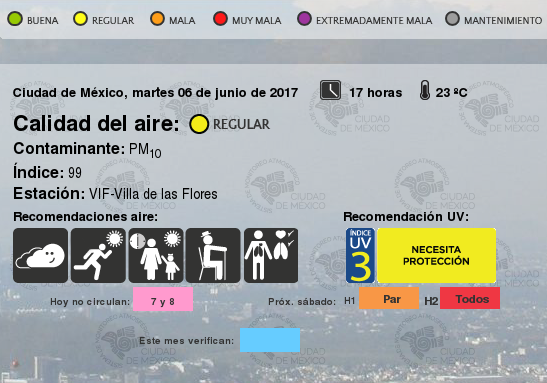 BUENA REGULAR MALA MUY MALA EXTREMADAMENTE MALA MANTENIMIENTO
Ciudad de México, martes 06 de junio de 2017 17 horas 23 ºC
Calidad del aire: REGULAR
Contaminante: PM10
Índice: 99
Estación: VIF-Villa de las Flores
Recomendaciones aire: Recomendación UV:
ÍNDICE UV 3 NECESITA PROTECCIÓN
Hoy no circulan: 7 y 8 Próx. sábado: H1 Par H2 Todos
Este mes verifican: